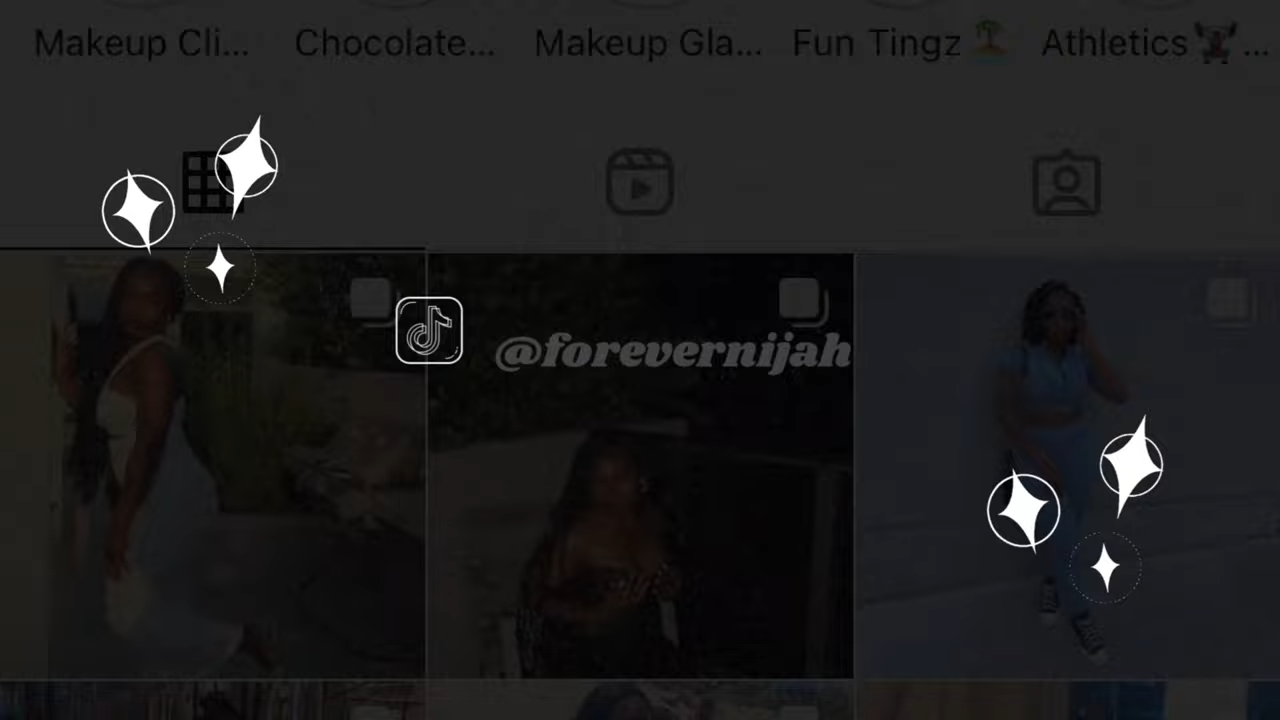 Makeup Cli... Chocolate... Makeup Gla... Fun Tingz 🏝️ Athletics 🏋️...
@forevernijah